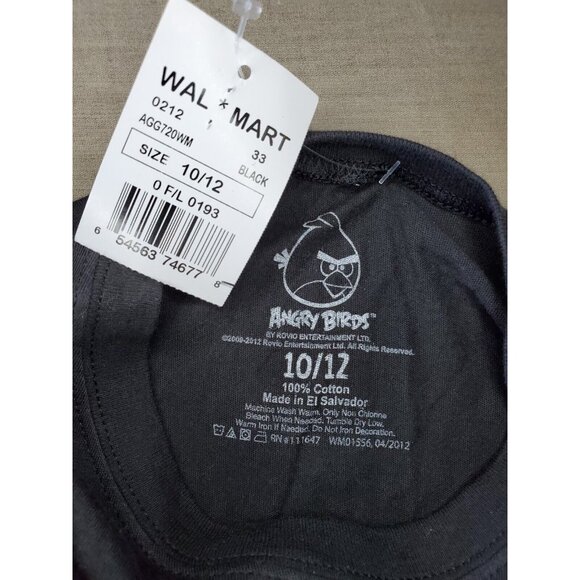 WAL*MART
0212 33
AGG720WM BLACK
SIZE 10/12
0 F/L 0193
6 54563 74677 8
ANGRY BIRDS™
BY ROVIO ENTERTAINMENT LTD.
©2009-2012 Rovio Entertainment Ltd. All Rights Reserved.
10/12
100% Cotton
Made in El Salvador
Machine Wash Warm, Only Non Chlorine
Bleach When Needed. Tumble Dry Low.
Warm Iron If Needed. Do Not Iron Decoration.
RN #131647 WM01556, 04/2012